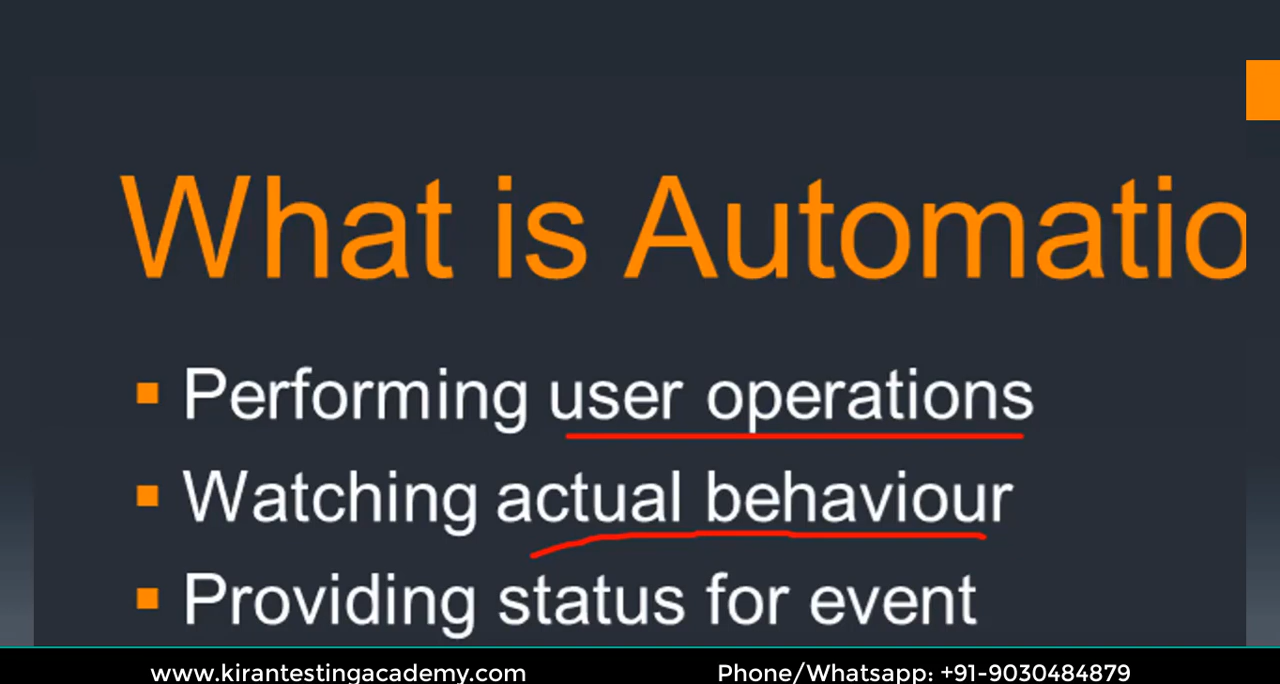 What is Automatio
Performing user operations
Watching actual behaviour
Providing status for event
www.kirantestingacademy.com
Phone/Whatsapp: +91-9030484879